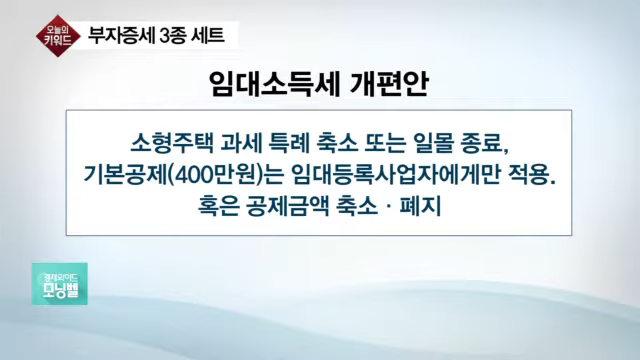 오늘의
키워드
부자증세 3종 세트
임대소득세 개편안
소형주택 과세 특례 축소 또는 일몰 종료,
기본공제(400만원)는 임대등록사업자에게만 적용.
혹은 공제금액 축소·폐지
경제와이드
모닝벨